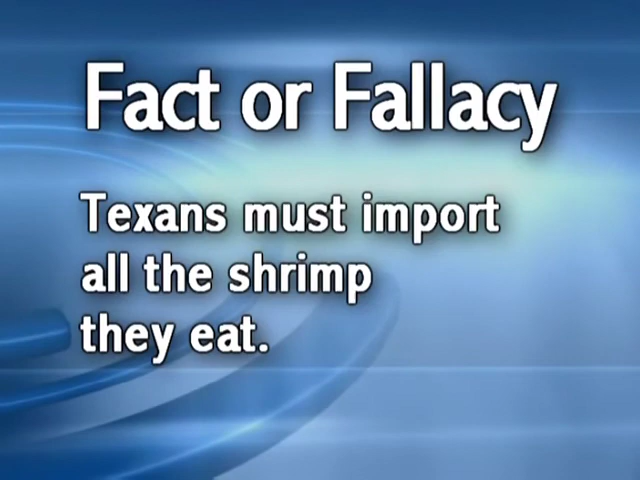 Fact or Fallacy
Texans must import
all the shrimp
they eat.